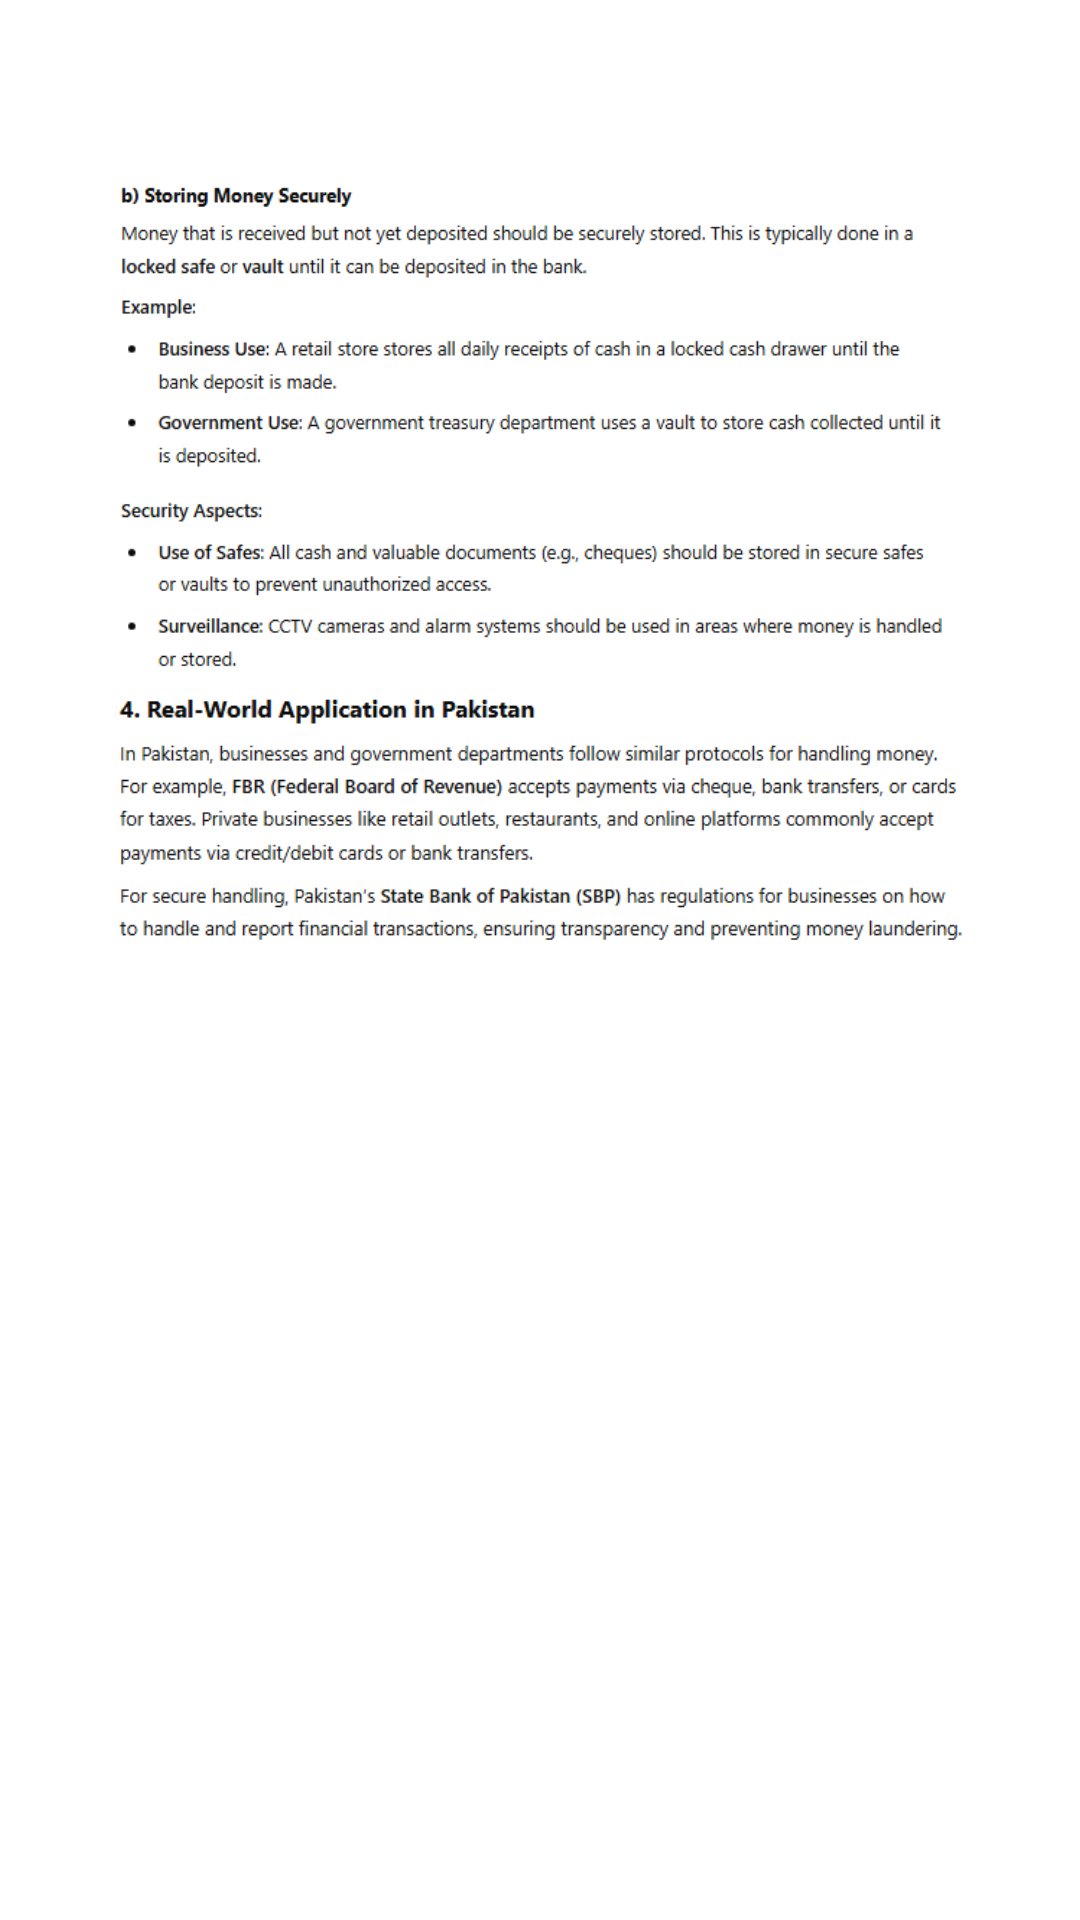 b) Storing Money Securely
Money that is received but not yet deposited should be securely stored. This is typically done in a
locked safe or vault until it can be deposited in the bank.
Example:
• Business Use: A retail store stores all daily receipts of cash in a locked cash drawer until the
bank deposit is made.
• Government Use: A government treasury department uses a vault to store cash collected until it
is deposited.
Security Aspects:
• Use of Safes: All cash and valuable documents (e.g., cheques) should be stored in secure safes
or vaults to prevent unauthorized access.
• Surveillance: CCTV cameras and alarm systems should be used in areas where money is handled
or stored.
4. Real-World Application in Pakistan
In Pakistan, businesses and government departments follow similar protocols for handling money.
For example, FBR (Federal Board of Revenue) accepts payments via cheque, bank transfers, or cards
for taxes. Private businesses like retail outlets, restaurants, and online platforms commonly accept
payments via credit/debit cards or bank transfers.
For secure handling, Pakistan's State Bank of Pakistan (SBP) has regulations for businesses on how
to handle and report financial transactions, ensuring transparency and preventing money laundering.